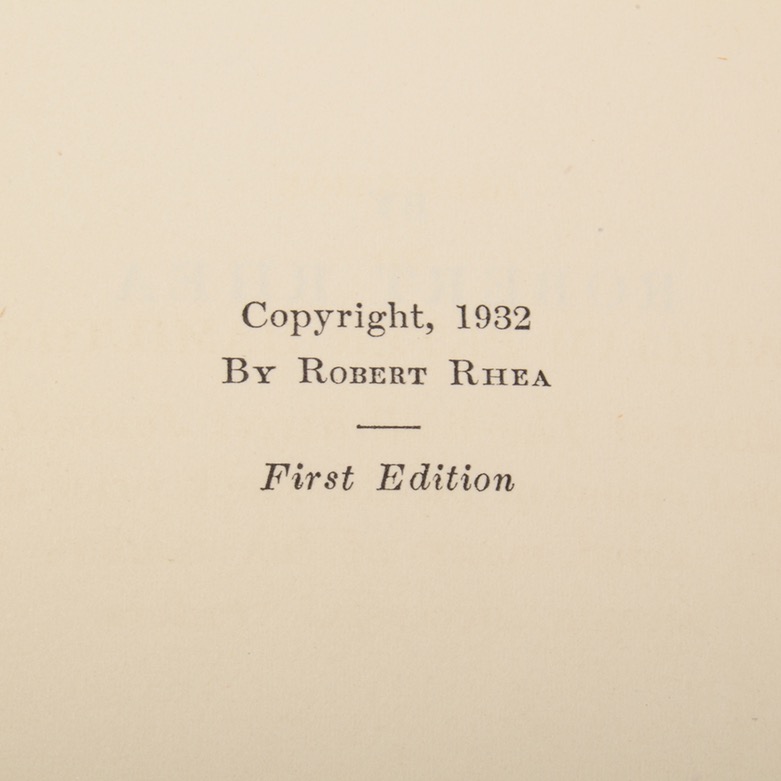 Copyright, 1932
By Robert Rhea
First Edition